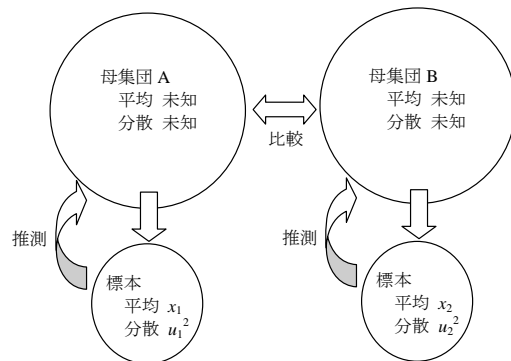 母集団 A
平均 未知
分散 未知
母集団 B
平均 未知
分散 未知
比較
推測
標本
平均 x₁
分散 u₁²
推測
標本
平均 x₂
分散 u₂²